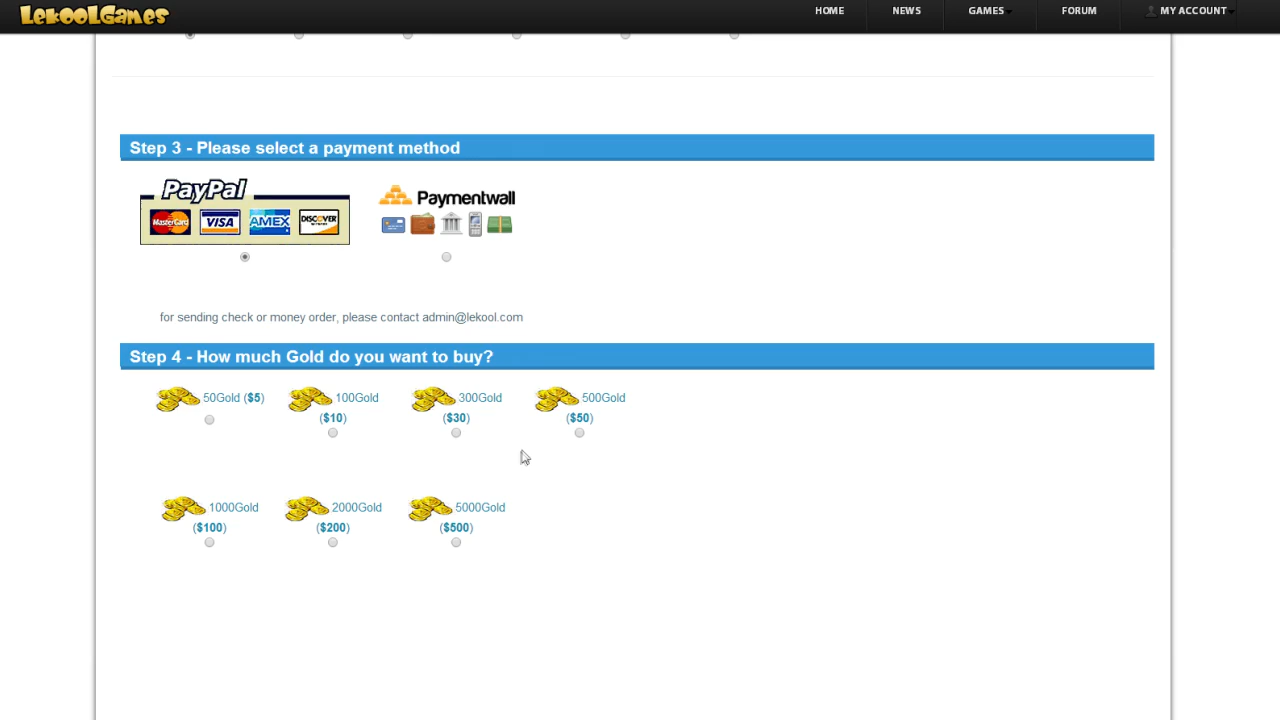 LekoolGames
HOME NEWS GAMES FORUM MY ACCOUNT
Step 3 - Please select a payment method
PayPal
MasterCard VISA AMEX DISCOVER
Paymentwall
for sending check or money order, please contact admin@lekool.com
Step 4 - How much Gold do you want to buy?
50Gold ($5) 100Gold 300Gold 500Gold
($10) ($30) ($50)
1000Gold 2000Gold 5000Gold
($100) ($200) ($500)